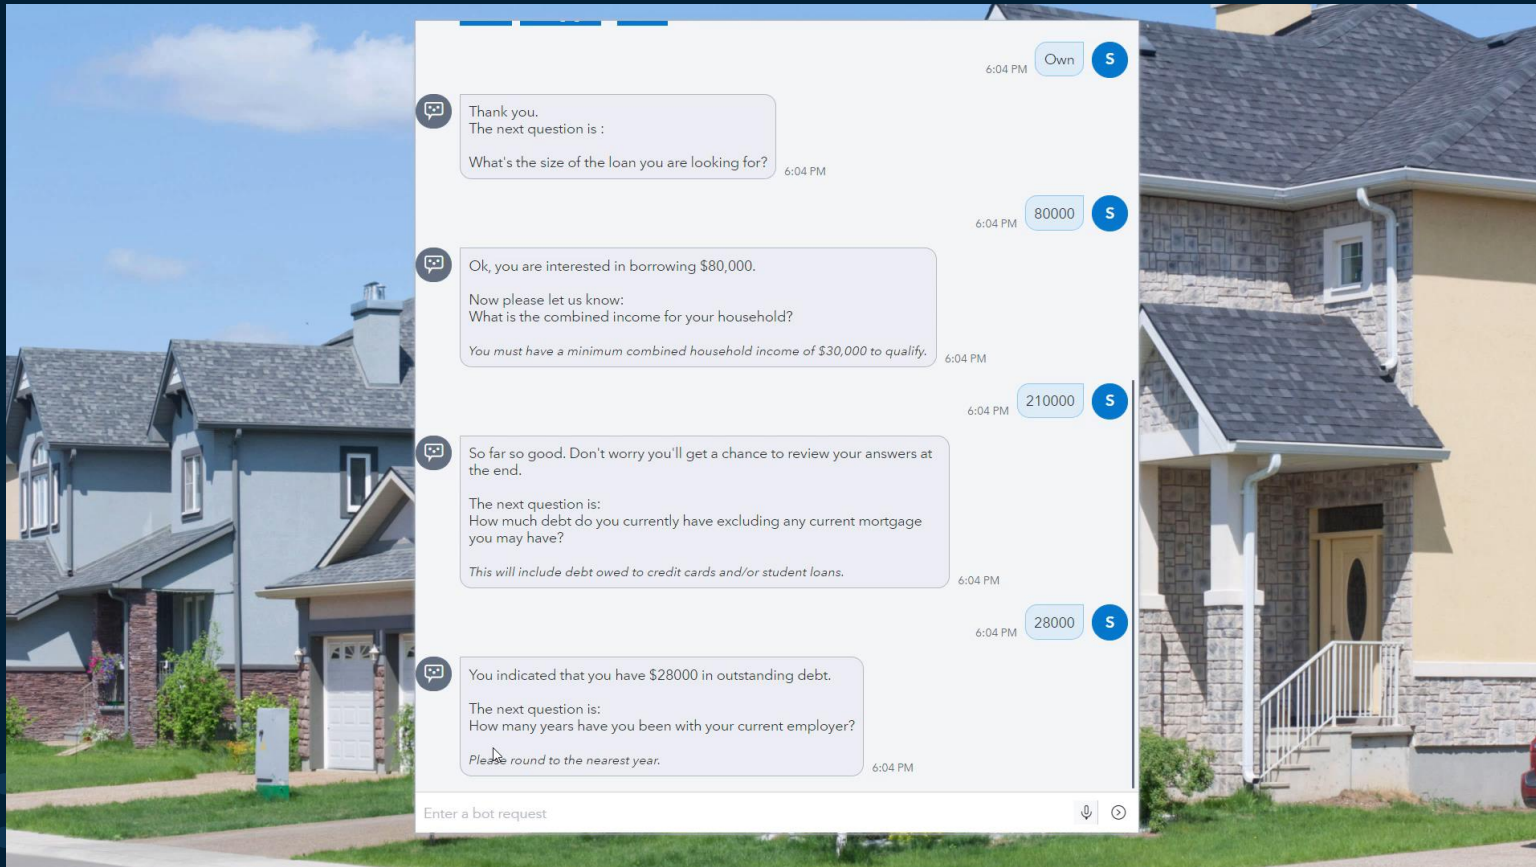 Own
6:04 PM
S
Thank you.
The next question is :
What's the size of the loan you are looking for?
6:04 PM
80000
6:04 PM
S
Ok, you are interested in borrowing $80,000.
Now please let us know:
What is the combined income for your household?
You must have a minimum combined household income of $30,000 to qualify.
6:04 PM
210000
6:04 PM
S
So far so good. Don't worry you'll get a chance to review your answers at
the end.
The next question is:
How much debt do you currently have excluding any current mortgage
you may have?
This will include debt owed to credit cards and/or student loans.
6:04 PM
28000
6:04 PM
S
You indicated that you have $28000 in outstanding debt.
The next question is:
How many years have you been with your current employer?
Please round to the nearest year.
6:04 PM
Enter a bot request